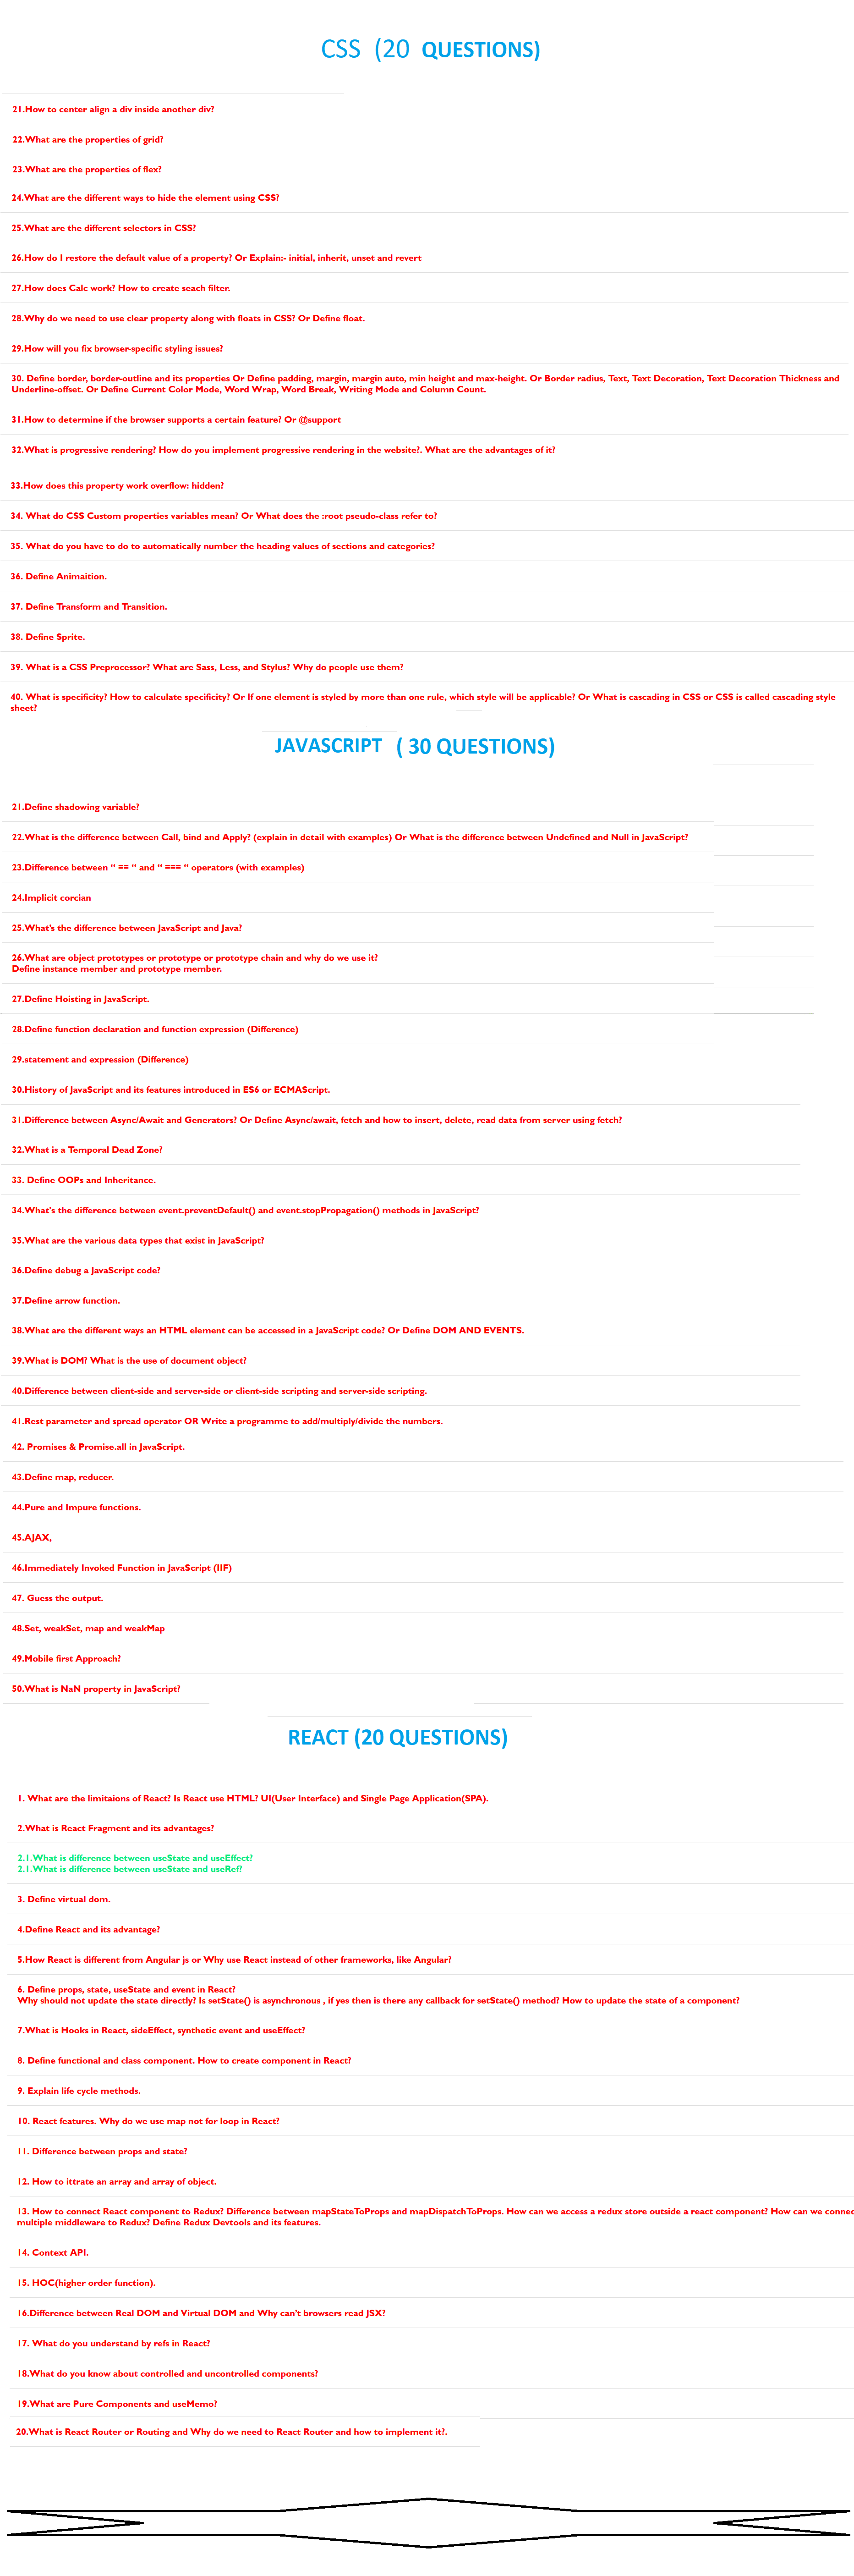 CSS (20 QUESTIONS)
21.How to center align a div inside another div?
22.What are the properties of grid?
23.What are the properties of flex?
24.What are the different ways to hide the element using CSS?
25.What are the different selectors in CSS?
26.How do I restore the default value of a property? Or Explain:- initial, inherit, unset and revert
27.How does Calc work? How to create seach filter.
28.Why do we need to use clear property along with floats in CSS? Or Define float.
29.How will you fix browser-specific styling issues?
30. Define border, border-outline and its properties Or Define padding, margin, margin auto, min height and max-height. Or Border radius, Text, Text Decoration, Text Decoration Thickness and
Underline-offset. Or Define Current Color Mode, Word Wrap, Word Break, Writing Mode and Column Count.
31.How to determine if the browser supports a certain feature? Or @support
32.What is progressive rendering? How do you implement progressive rendering in the website?. What are the advantages of it?
33.How does this property work overflow: hidden?
34. What do CSS Custom properties variables mean? Or What does the :root pseudo-class refer to?
35. What do you have to do to automatically number the heading values of sections and categories?
36. Define Animaition.
37. Define Transform and Transition.
38. Define Sprite.
39. What is a CSS Preprocessor? What are Sass, Less, and Stylus? Why do people use them?
40. What is specificity? How to calculate specificity? Or If one element is styled by more than one rule, which style will be applicable? Or What is cascading in CSS or CSS is called cascading style
sheet?
JAVASCRIPT ( 30 QUESTIONS)
21.Define shadowing variable?
22.What is the difference between Call, bind and Apply? (explain in detail with examples) Or What is the difference between Undefined and Null in JavaScript?
23.Difference between “ == “ and “ === “ operators (with examples)
24.Implicit corcian
25.What's the difference between JavaScript and Java?
26.What are object prototypes or prototype or prototype chain and why do we use it?
Define instance member and prototype member.
27.Define Hoisting in JavaScript.
28.Define function declaration and function expression (Difference)
29.statement and expression (Difference)
30.History of JavaScript and its features introduced in ES6 or ECMAScript.
31.Difference between Async/Await and Generators? Or Define Async/await, fetch and how to insert, delete, read data from server using fetch?
32.What is a Temporal Dead Zone?
33. Define OOPs and Inheritance.
34.What's the difference between event.preventDefault() and event.stopPropagation() methods in JavaScript?
35.What are the various data types that exist in JavaScript?
36.Define debug a JavaScript code?
37.Define arrow function.
38.What are the different ways an HTML element can be accessed in a JavaScript code? Or Define DOM AND EVENTS.
39.What is DOM? What is the use of document object?
40.Difference between client-side and server-side or client-side scripting and server-side scripting.
41.Rest parameter and spread operator OR Write a programme to add/multiply/divide the numbers.
42. Promises & Promise.all in JavaScript.
43.Define map, reducer.
44.Pure and Impure functions.
45.AJAX,
46.Immediately Invoked Function in JavaScript (IIF)
47. Guess the output.
48.Set, weakSet, map and weakMap
49.Mobile first Approach?
50.What is NaN property in JavaScript?
REACT (20 QUESTIONS)
1. What are the limitaions of React? Is React use HTML? UI(User Interface) and Single Page Application(SPA).
2.What is React Fragment and its advantages?
2.1.What is difference between useState and useEffect?
2.1.What is difference between useState and useRef?
3. Define virtual dom.
4.Define React and its advantage?
5.How React is different from Angular js or Why use React instead of other frameworks, like Angular?
6. Define props, state, useState and event in React?
Why should not update the state directly? Is setState() is asynchronous , if yes then is there any callback for setState() method? How to update the state of a component?
7.What is Hooks in React, sideEffect, synthetic event and useEffect?
8. Define functional and class component. How to create component in React?
9. Explain life cycle methods.
10. React features. Why do we use map not for loop in React?
11. Difference between props and state?
12. How to ittrate an array and array of object.
13. How to connect React component to Redux? Difference between mapStateToProps and mapDispatchToProps. How can we access a redux store outside a react component? How can we connec
multiple middleware to Redux? Define Redux Devtools and its features.
14. Context API.
15. HOC(higher order function).
16.Difference between Real DOM and Virtual DOM and Why can't browsers read JSX?
17. What do you understand by refs in React?
18.What do you know about controlled and uncontrolled components?
19.What are Pure Components and useMemo?
20.What is React Router or Routing and Why do we need to React Router and how to implement it?.